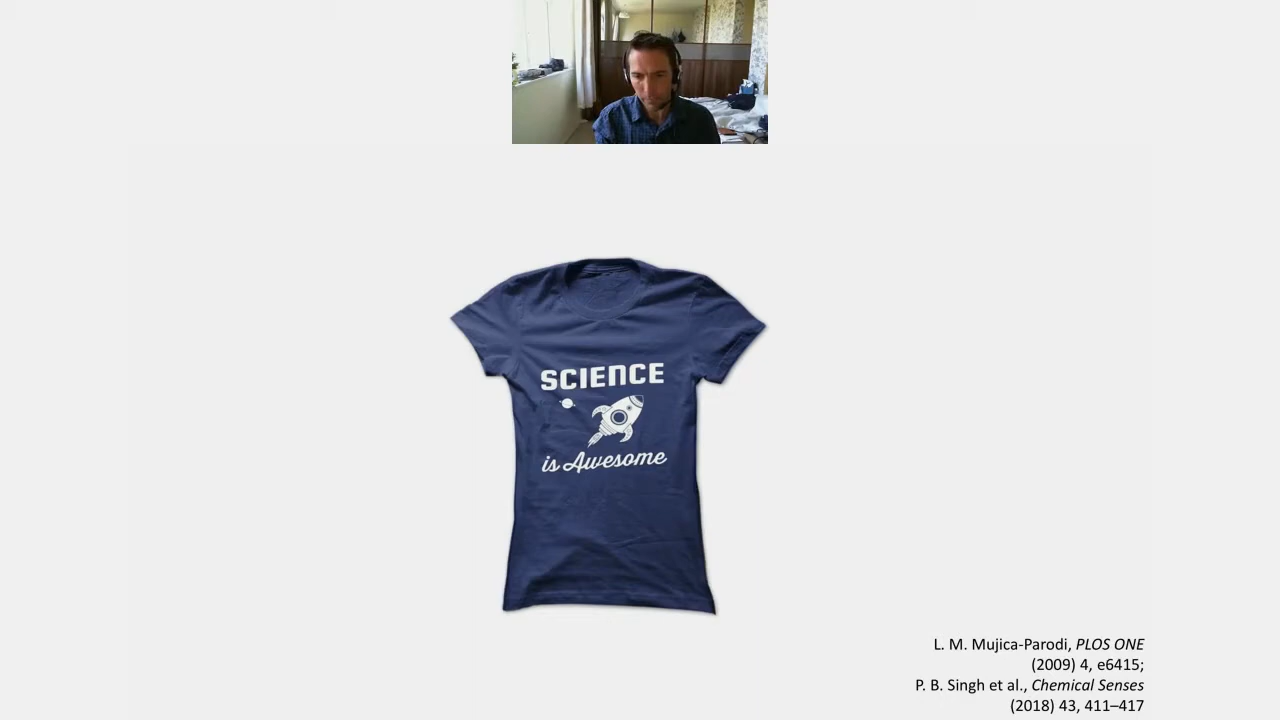 SCIENCE
is Awesome
L. M. Mujica-Parodi, PLOS ONE
(2009) 4, e6415;
P. B. Singh et al., Chemical Senses
(2018) 43, 411–417